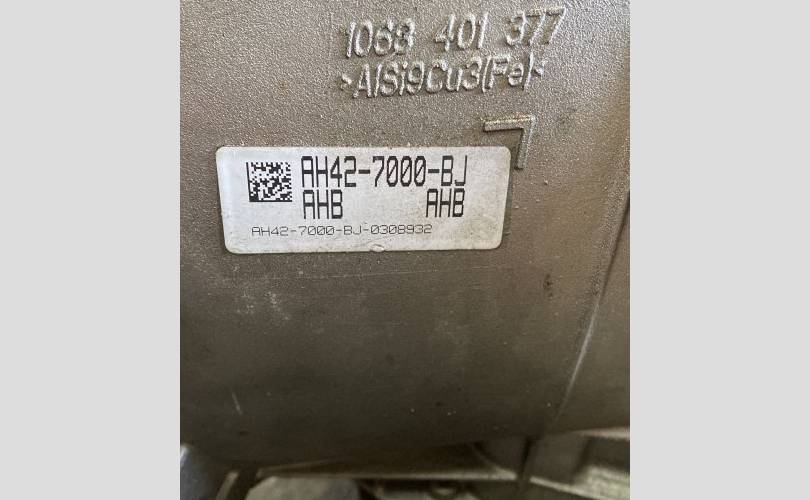 1068 401 377
>AlSi9Cu3(Fe)<
AH42-7000-BJ
AHB AHB
AH42-7000-BJ-0308932